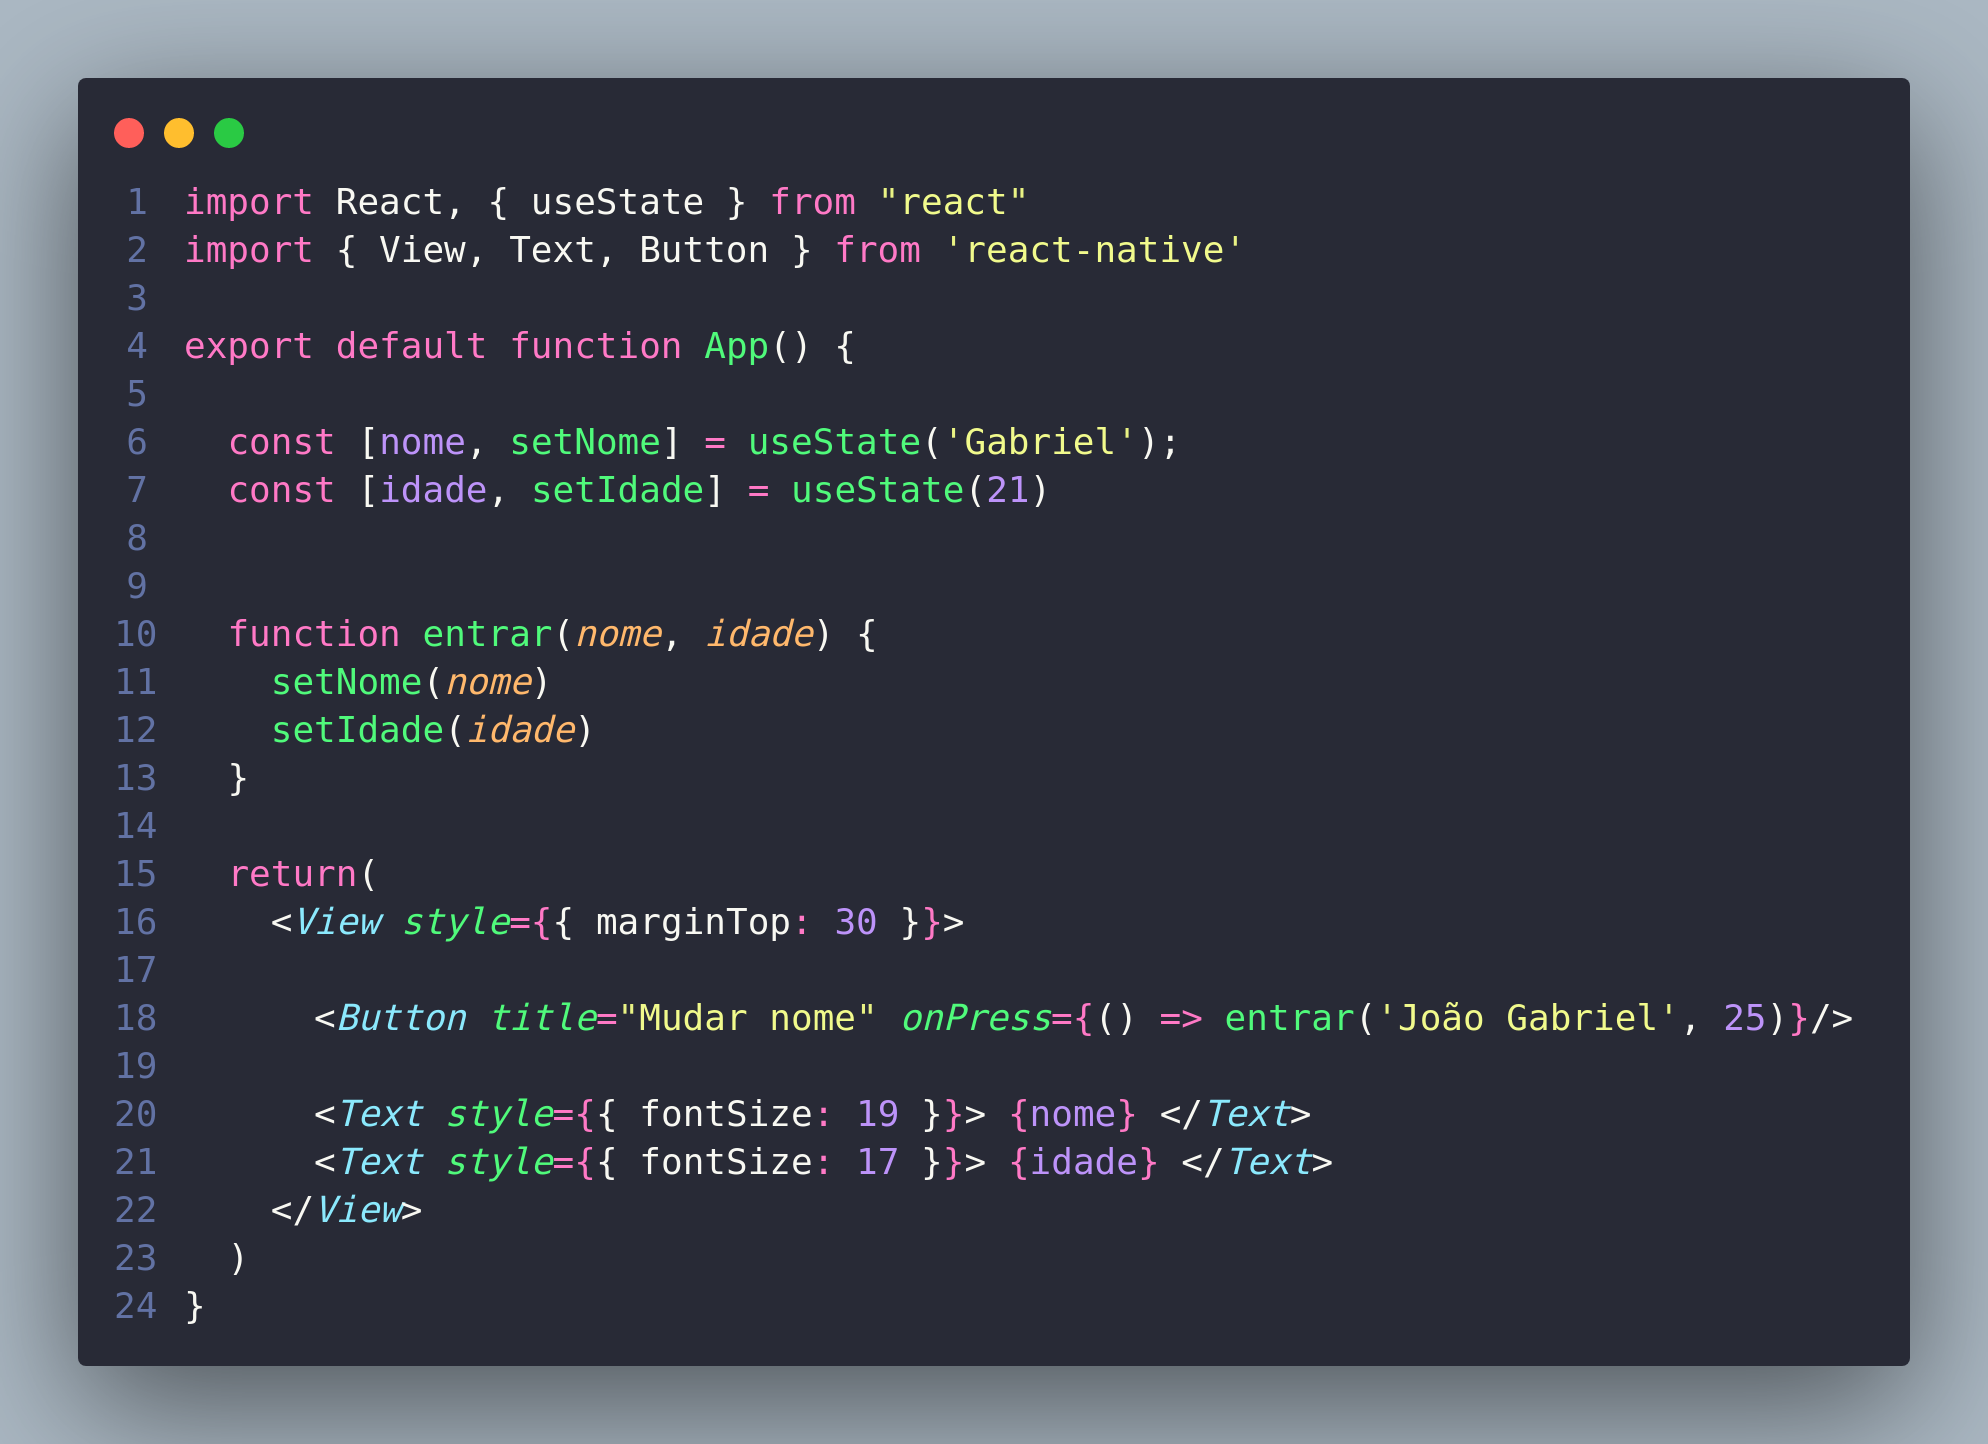 1 import React, { useState } from "react"
2 import { View, Text, Button } from 'react-native'
3
4 export default function App() {
5
6   const [nome, setNome] = useState('Gabriel');
7   const [idade, setIdade] = useState(21)
8
9
10   function entrar(nome, idade) {
11     setNome(nome)
12     setIdade(idade)
13   }
14
15   return(
16     <View style={{ marginTop: 30 }}>
17
18       <Button title="Mudar nome" onPress={() => entrar('João Gabriel', 25)}/>
19
20       <Text style={{ fontSize: 19 }}> {nome} </Text>
21       <Text style={{ fontSize: 17 }}> {idade} </Text>
22     </View>
23   )
24 }